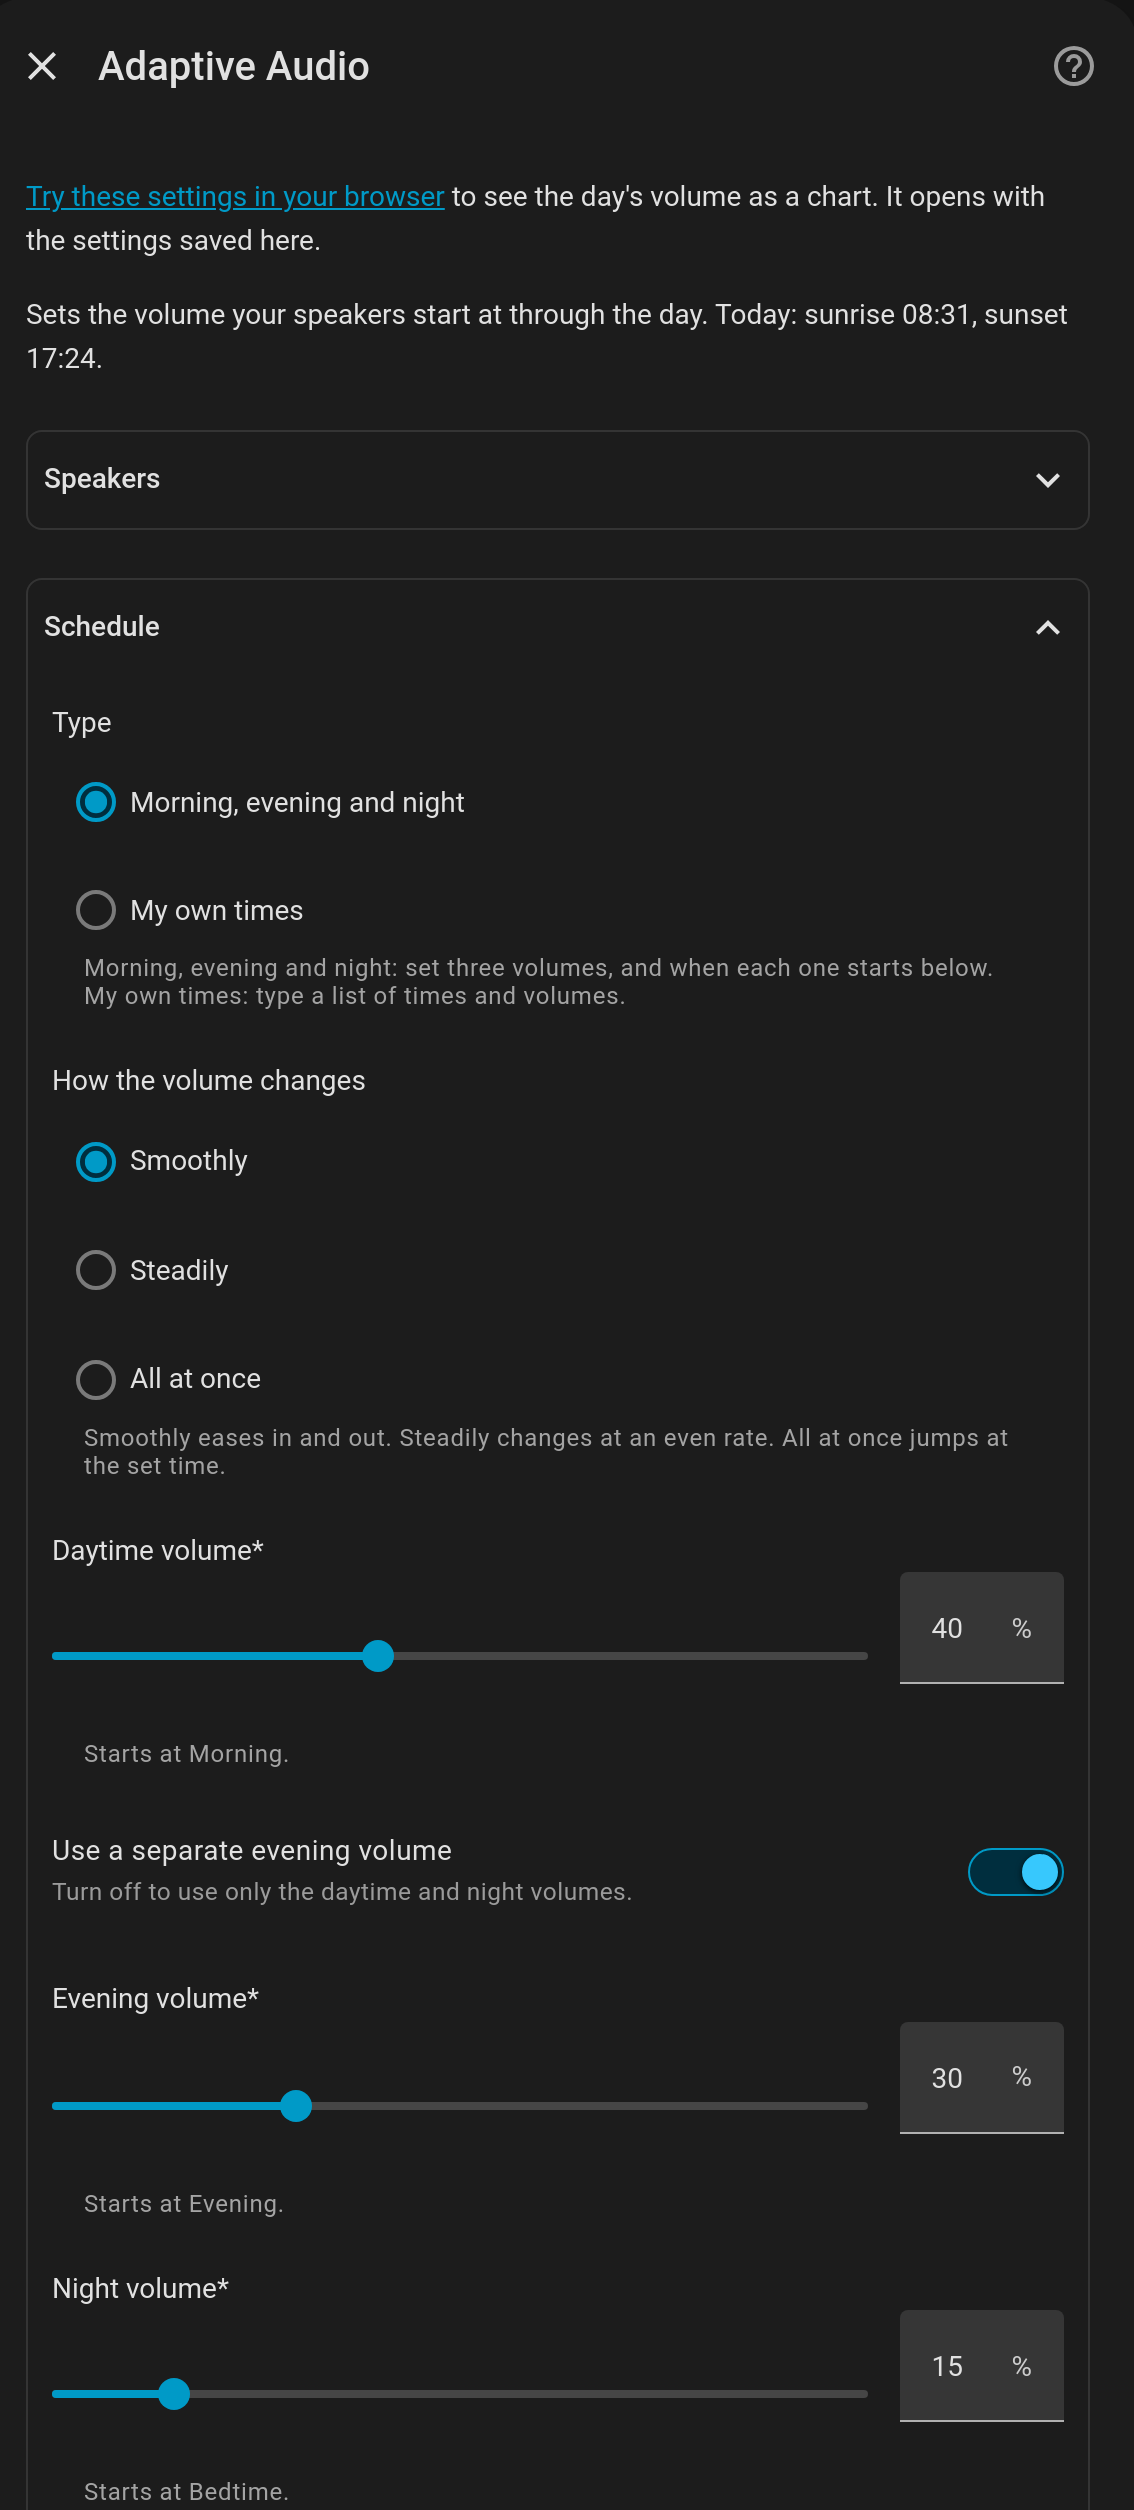 Adaptive Audio
Try these settings in your browser to see the day's volume as a chart. It opens with
the settings saved here.
Sets the volume your speakers start at through the day. Today: sunrise 08:31, sunset
17:24.
Speakers
Schedule
Type
Morning, evening and night
My own times
Morning, evening and night: set three volumes, and when each one starts below.
My own times: type a list of times and volumes.
How the volume changes
Smoothly
Steadily
All at once
Smoothly eases in and out. Steadily changes at an even rate. All at once jumps at
the set time.
Daytime volume*
40 %
Starts at Morning.
Use a separate evening volume
Turn off to use only the daytime and night volumes.
Evening volume*
30 %
Starts at Evening.
Night volume*
15 %
Starts at Bedtime.